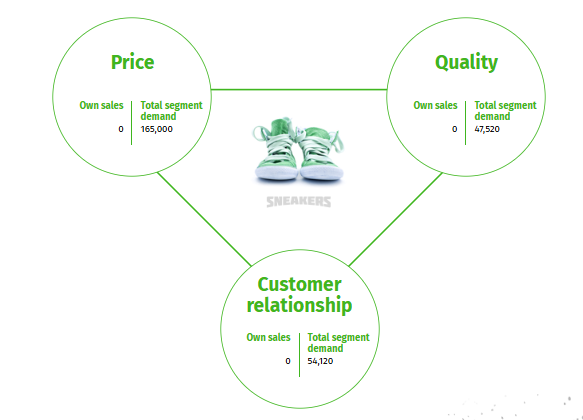 Price
Own sales
Total segment
demand
0
165,000
Quality
Own sales
Total segment
demand
0
47,520
SNEAKERS
Customer
relationship
Own sales
Total segment
demand
0
54,120